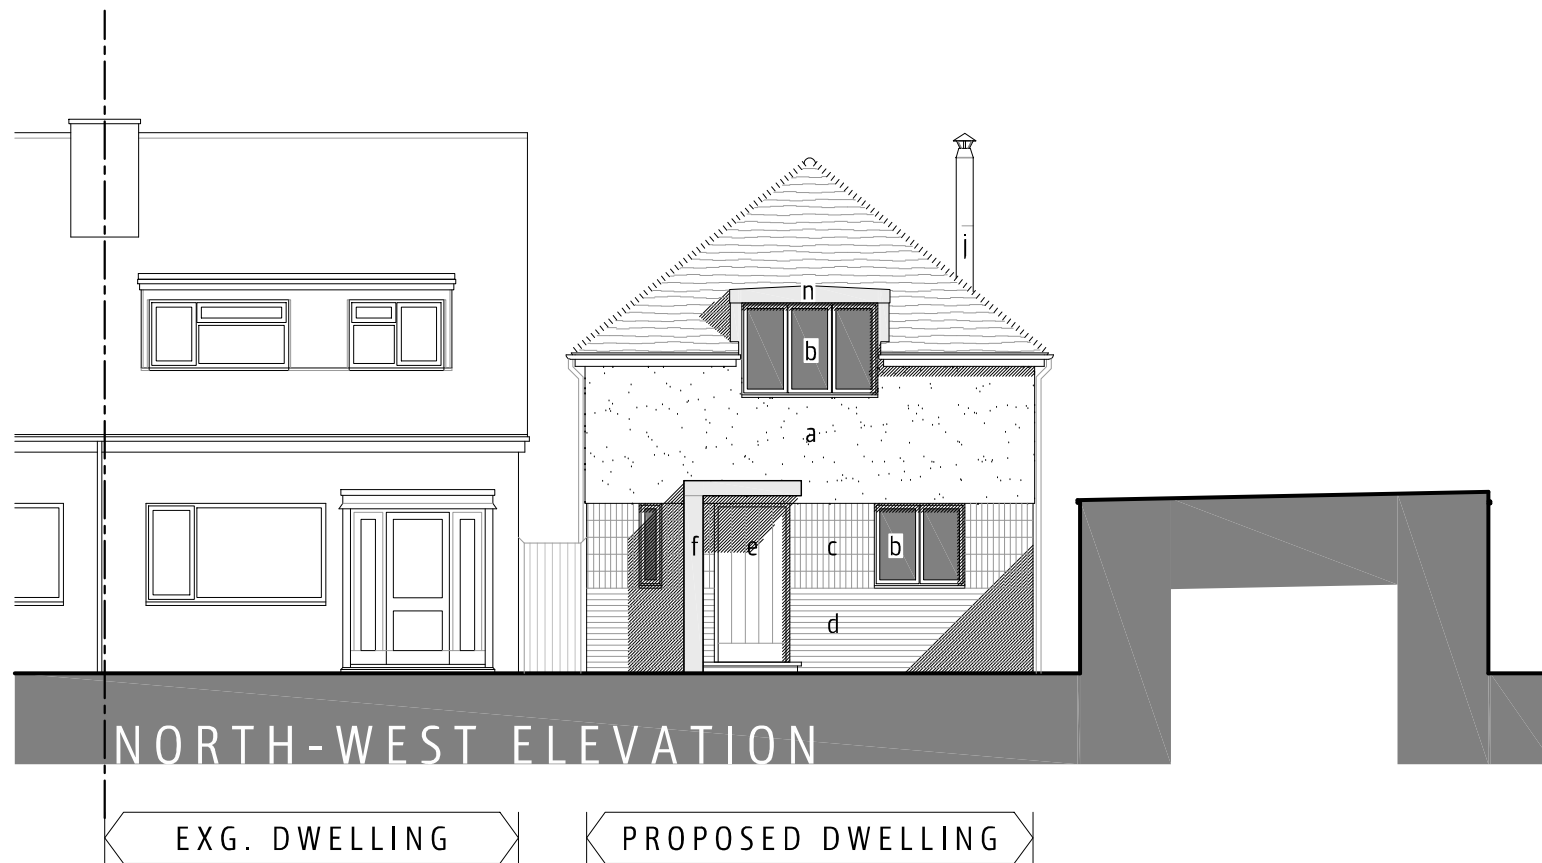 j
n
b
a
f e c b
d
NORTH-WEST ELEVATION
EXG. DWELLING PROPOSED DWELLING